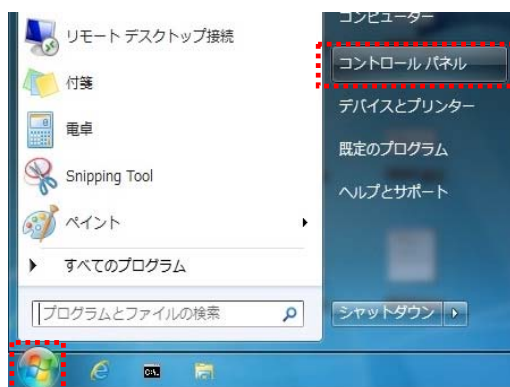 リモート デスクトップ接続
付箋
電卓
Snipping Tool
ペイント
すべてのプログラム
プログラムとファイルの検索
コンピューター
コントロール パネル
デバイスとプリンター
既定のプログラム
ヘルプとサポート
シャットダウン